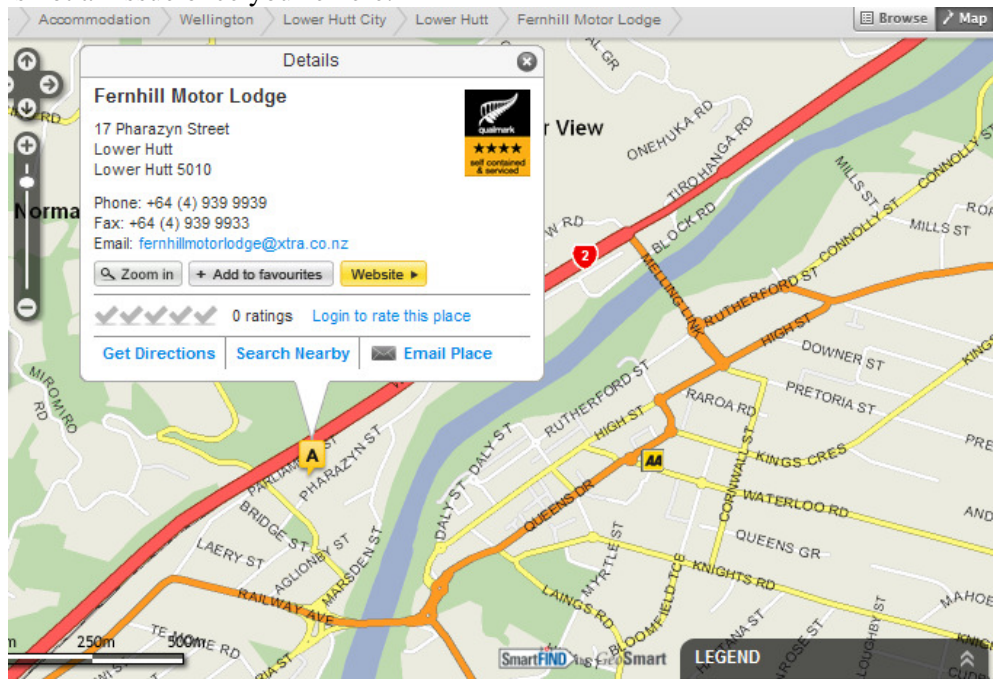 Accommodation
Wellington
Lower Hutt City
Lower Hutt
Fernhill Motor Lodge
Browse
Map
Details
Fernhill Motor Lodge
17 Pharazyn Street
Lower Hutt
Lower Hutt 5010
Phone: +64 (4) 939 9939
Fax: +64 (4) 939 9933
Email: fernhillmotorlodge@xtra.co.nz
qualmark
★★★★
self contained
& serviced
Zoom in
+ Add to favourites
Website
0 ratings Login to rate this place
Get Directions
Search Nearby
Email Place
r View
Norma
ONEHUKA RD
TIROHANGA RD
BLOCK RD
MILLS ST
CONNOLLY ST
MILLS ST
CONNOLLY ST
2
MELLING LINK
RUTHERFORD ST
HIGH ST
DOWNER ST
PRETORIA ST
MIROMIRO
RD
RUTHERFORD ST
HIGH ST
RAROA RD
KINGS CRES
CORNWALL ST
AA
A
PHARAZYN ST
DALY ST
DALY ST
QUEENS DR
WATERLOO RD
BRIDGE ST
QUEENS GR
LAERY ST
AGLIONBY ST
MARSDEN ST
MYRTLE ST
KNIGHTS RD
RAILWAY AVE
LAINGS RD
BLOOMFIELD TCE
250m
500m
SmartFIND
GeoSmart
LEGEND